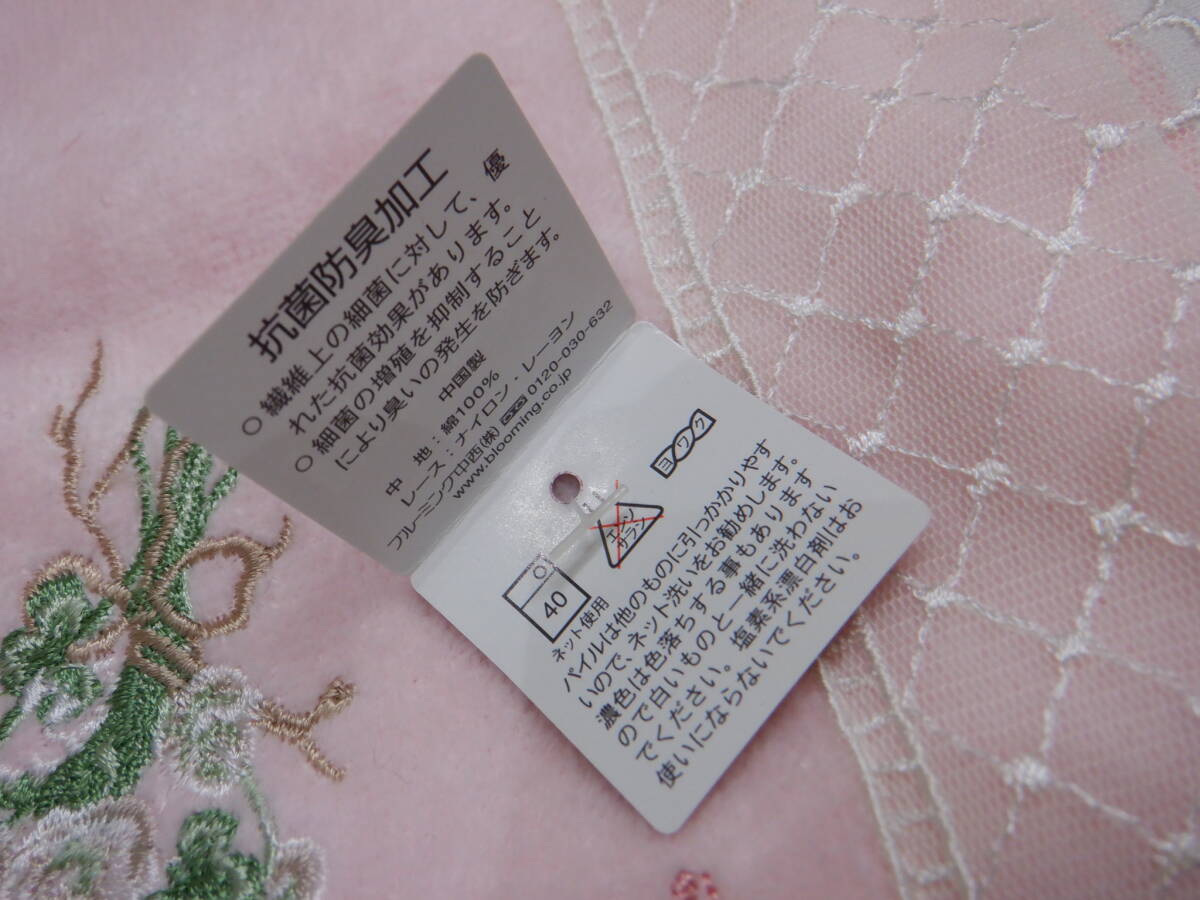 抗菌防臭加工
○ 繊維上の細菌に対して、優
れた抗菌効果があります。
○ 細菌の増殖を抑制すること
により臭いの発生を防ぎます。
中国製
中 地：綿100%
レース：ナイロン・レーヨン
ブルーミング中西(株) 0120-030-632
www.blooming.co.jp
ヨワク
エンソ
サラシ
40
ネット使用
パイルは他のものに引っかかりやす
いので、ネット洗いをお勧めします。
濃色は色落ちする事もあります
ので白いものと一緒に洗わない
でください。塩素系漂白剤はお
使いにならないでください。